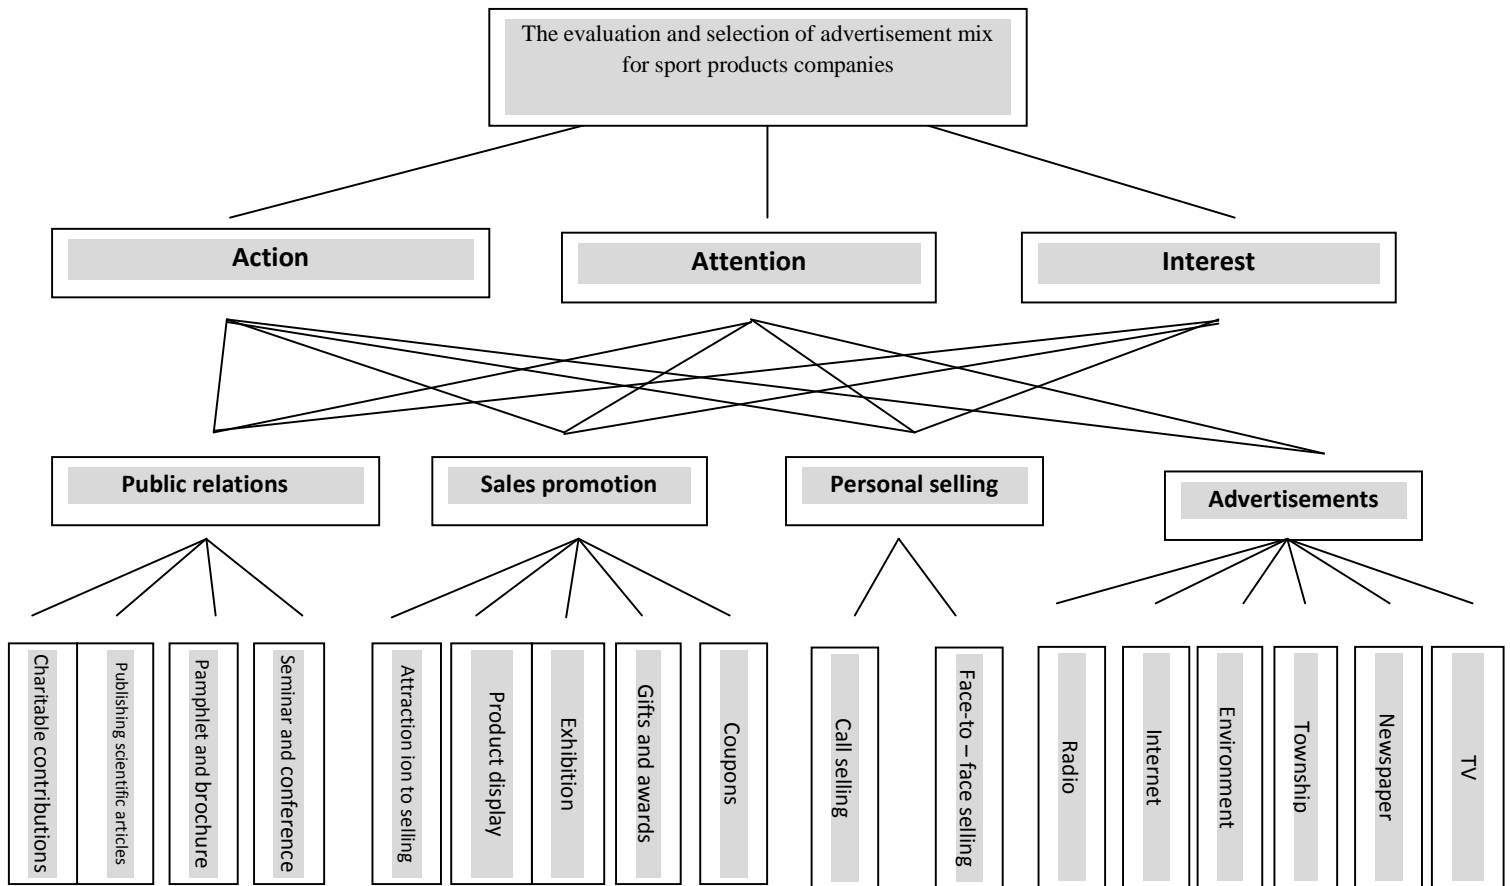 The evaluation and selection of advertisement mix
for sport products companies
Action
Attention
Interest
Public relations
Sales promotion
Personal selling
Advertisements
Charitable contributions
Publishing scientific articles
Pamphlet and brochure
Seminar and conference
Attraction ion to selling
Product display
Exhibition
Gifts and awards
Coupons
Call selling
Face-to – face selling
Radio
Internet
Environment
Township
Newspaper
TV